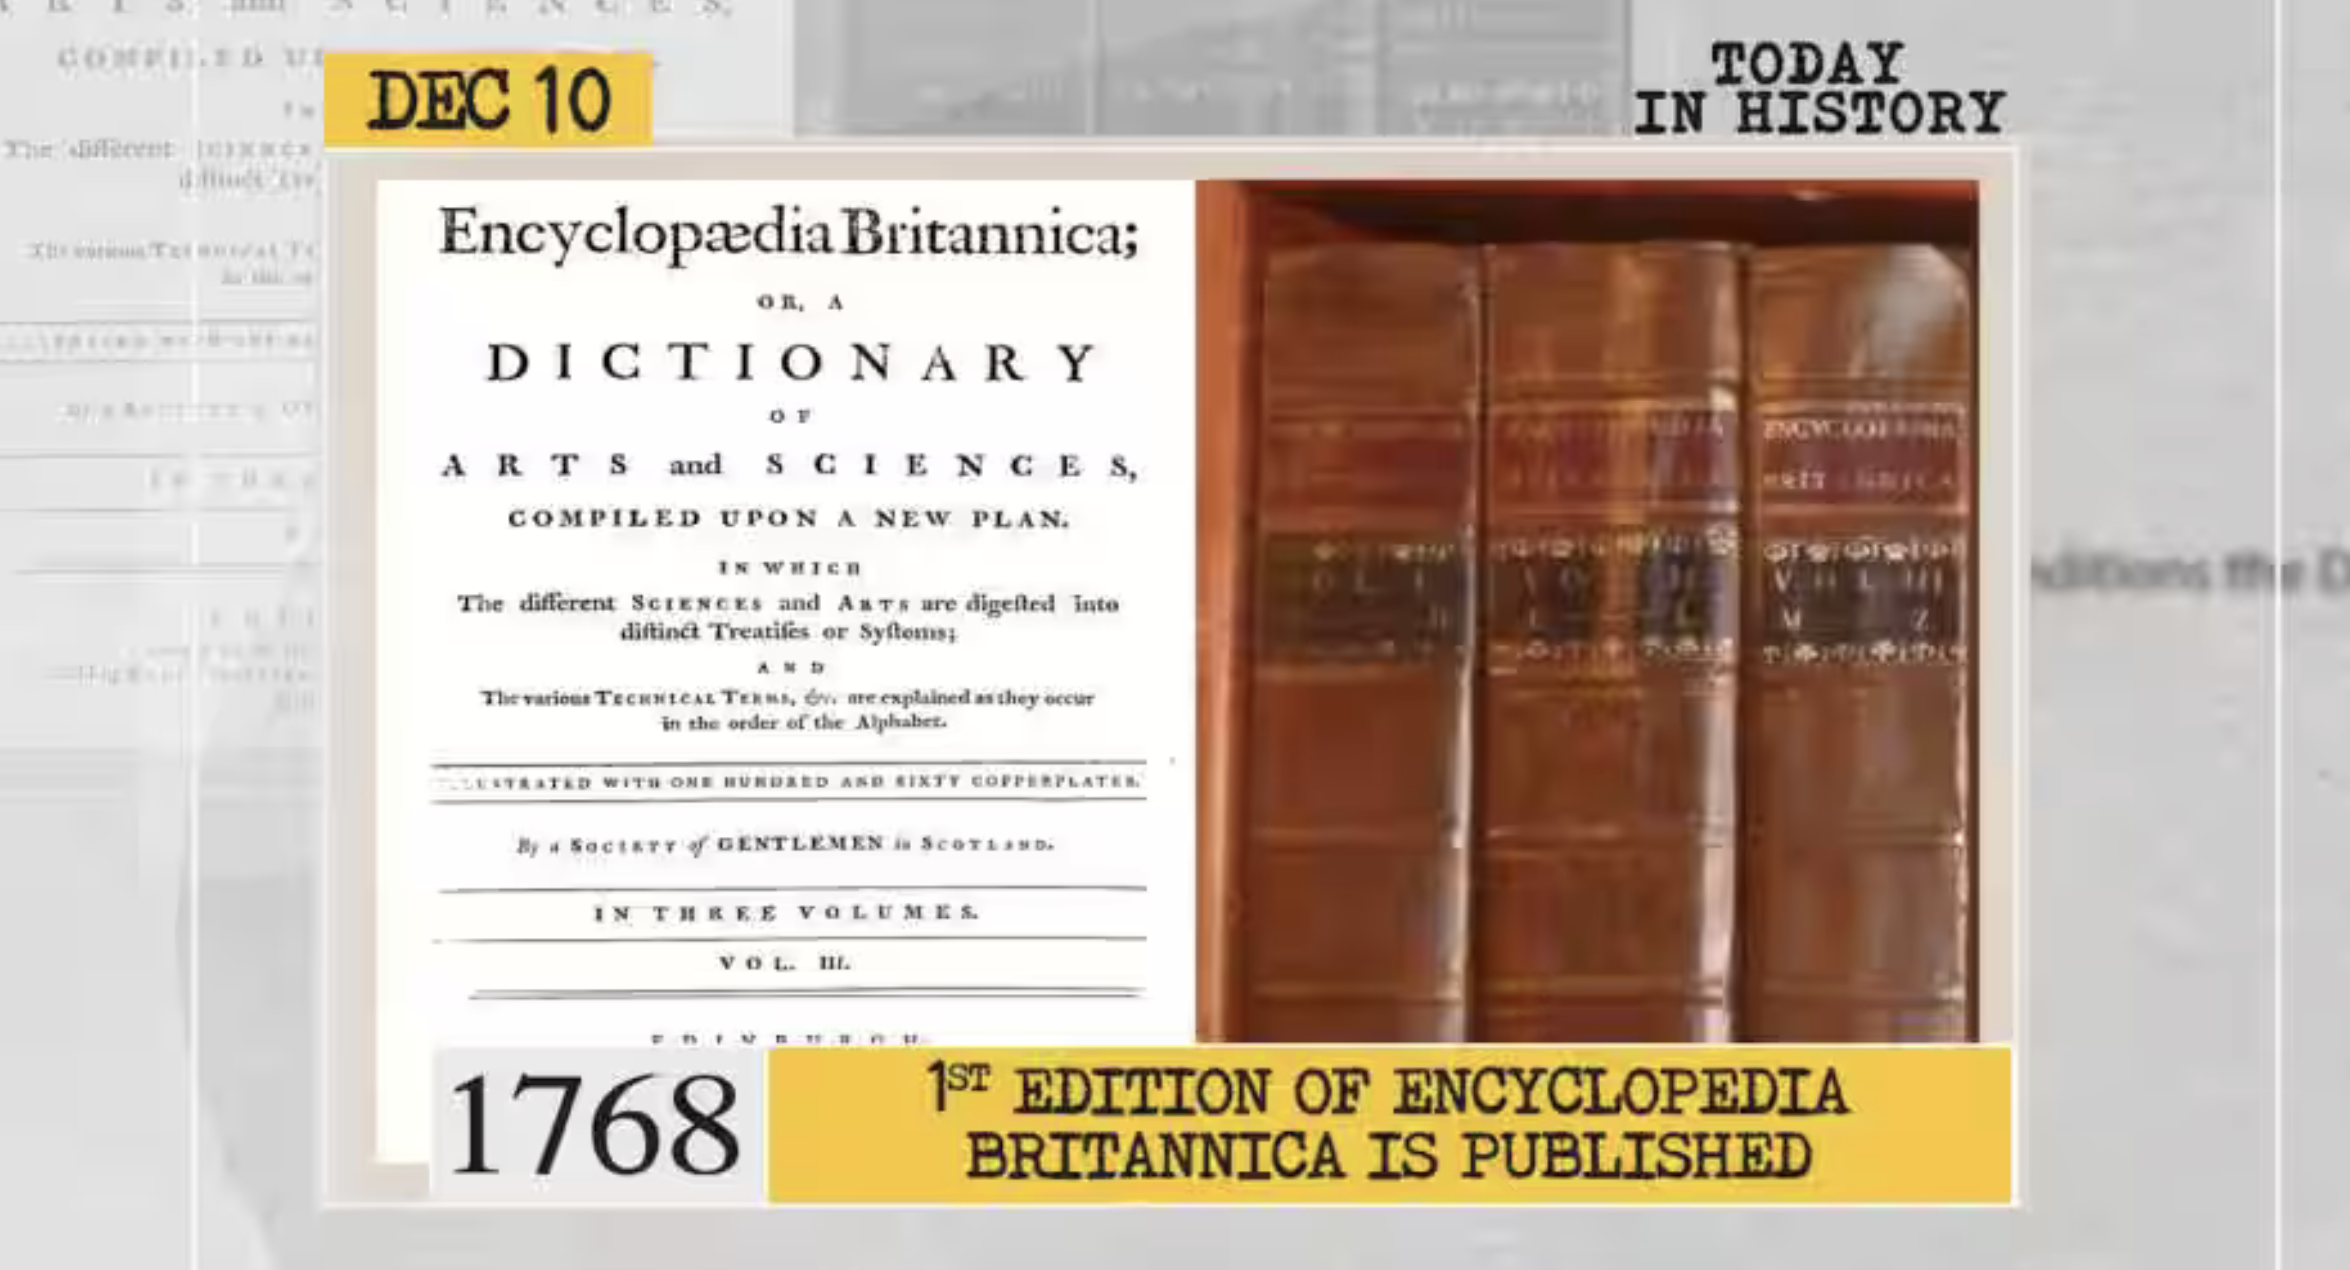 DEC 10
TODAY
IN HISTORY
Encyclopædia Britannica;
OR, A
DICTIONARY
OF
ARTS and SCIENCES,
COMPILED UPON A NEW PLAN.
IN WHICH
The different SCIENCES and ARTS are digeſted into
diſtinct Treatiſes or Syſtems;
AND
The various TECHNICAL TERMS, &c. are explained as they occur
in the order of the Alphabet.
WITH ONE HUNDRED AND SIXTY COPPERPLATES.
By a SOCIETY of GENTLEMEN in SCOTLAND.
IN THREE VOLUMES.
VOL. III.
ENCYCLOPÆDIA
VOL III
M Z
1768
1ST EDITION OF ENCYCLOPEDIA
BRITANNICA IS PUBLISHED